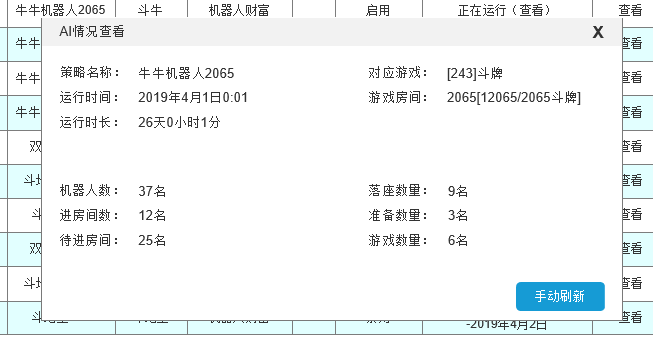 牛牛机器人2065 斗牛 机器人财富 启用 正在运行（查看） 查看
AI情况查看 X
牛牛 查看
策略名称： 牛牛机器人2065 对应游戏： [243]斗牌
牛牛 查看
运行时间： 2019年4月1日0:01 游戏房间： 2065[12065/2065斗牌]
牛牛 查看
运行时长： 26天0小时1分
双 查看
斗地 查看
机器人数： 37名 落座数量： 9名
斗 查看
进房间数： 12名 准备数量： 3名
双 查看
待进房间： 25名 游戏数量： 6名
斗地 查看
手动刷新
查看
-2019年4月2日